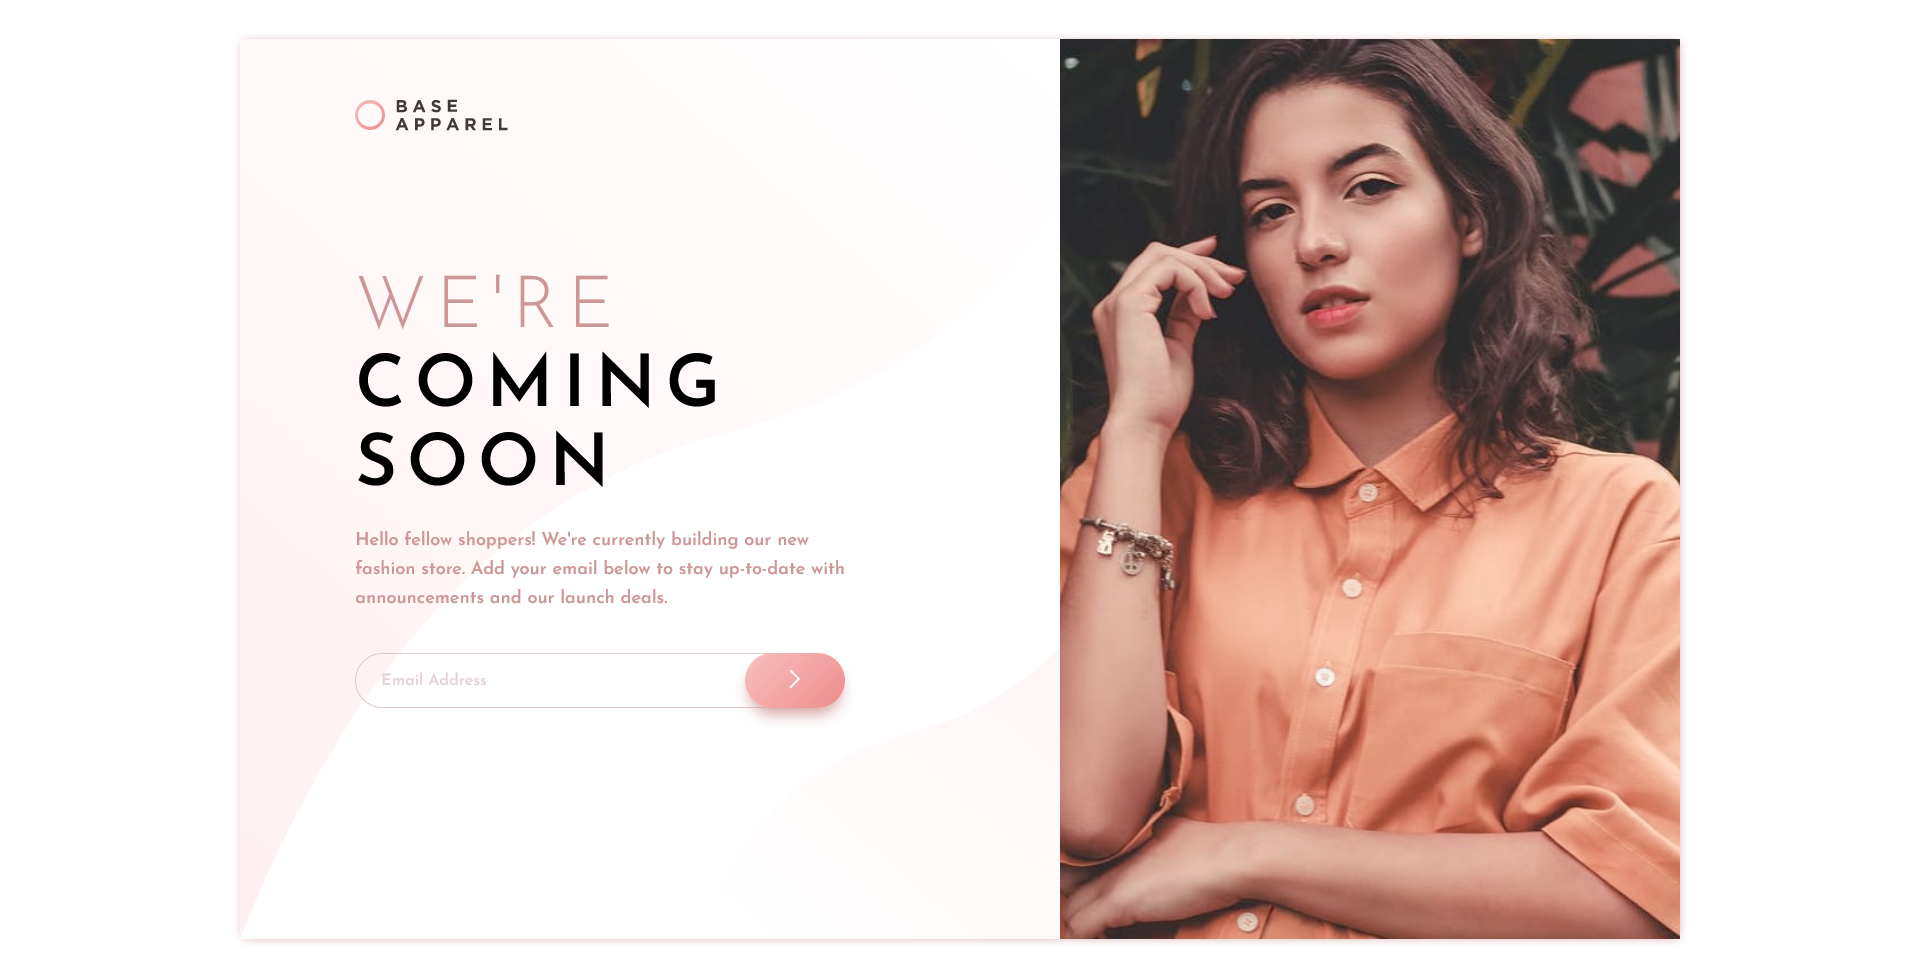 BASE
APPAREL
WE'RE
COMING
SOON
Hello fellow shoppers! We're currently building our new
fashion store. Add your email below to stay up-to-date with
announcements and our launch deals.
Email Address